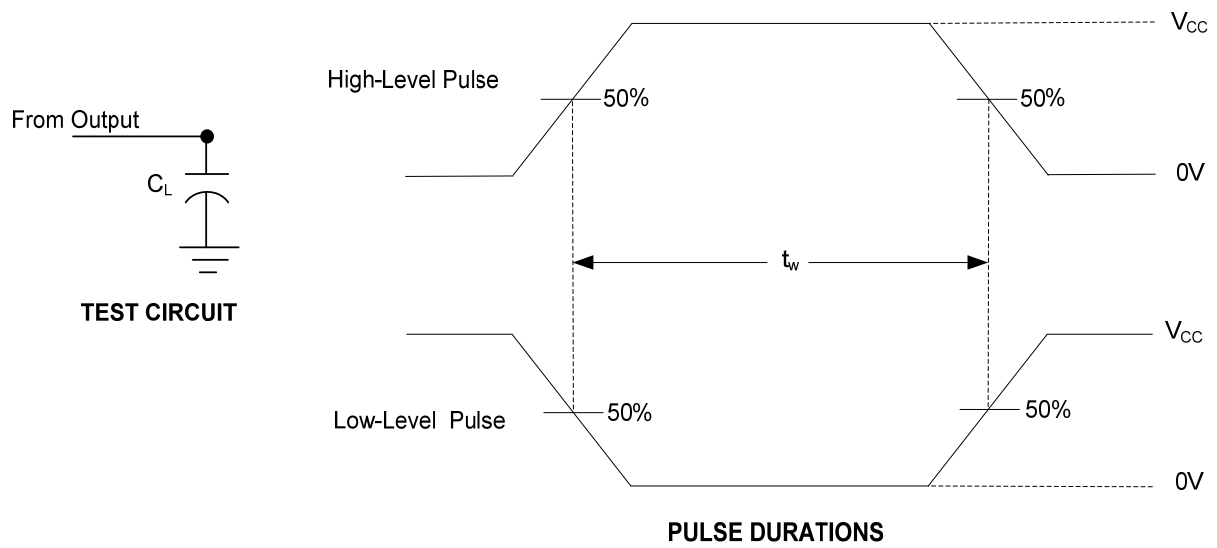 From Output
C_L
TEST CIRCUIT
High-Level Pulse
50%
50%
V_CC
0V
t_w
Low-Level Pulse
50%
50%
V_CC
0V
PULSE DURATIONS